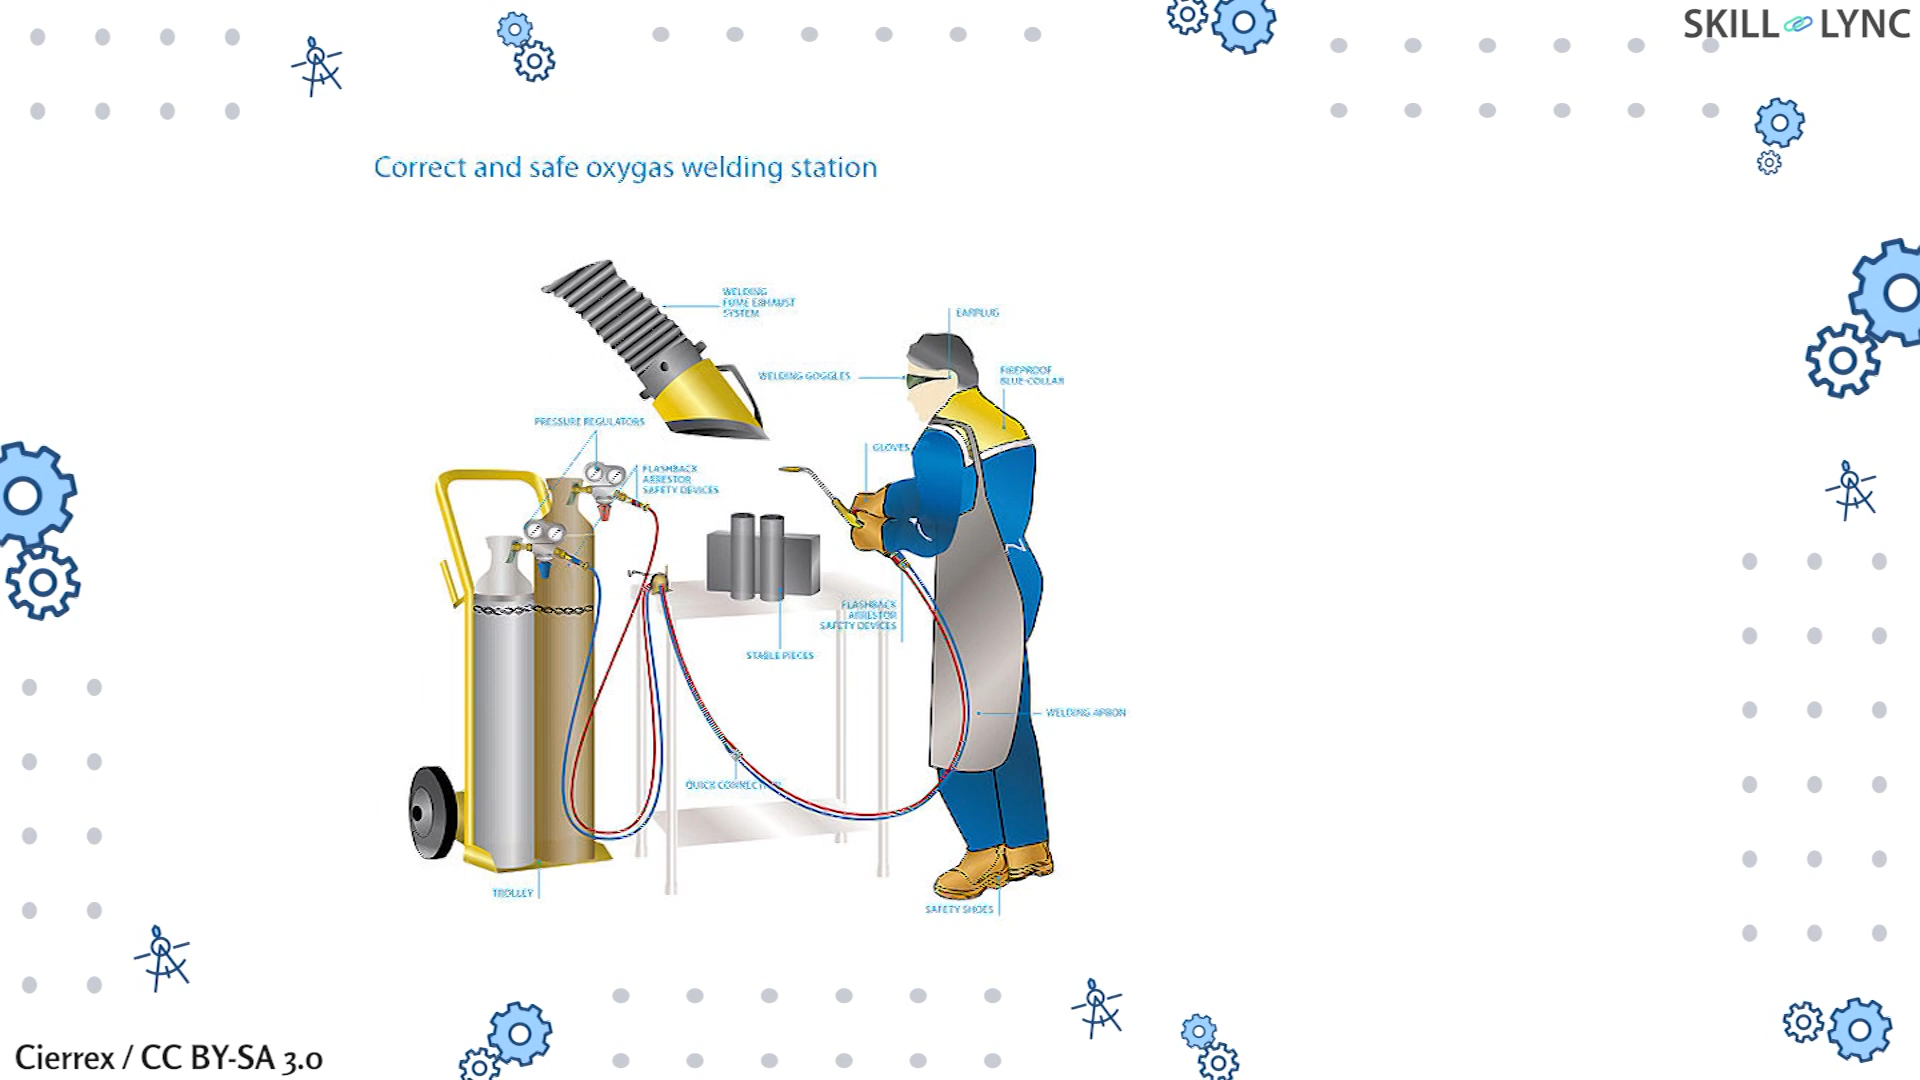 SKILL LYNC
Correct and safe oxygas welding station
WELDING
FUME EXHAUST
SYSTEM
EARPLUG
WELDING GOGGLES
FIREPROOF
BLUE-COLLAR
PRESSURE REGULATORS
GLOVES
FLASHBACK
ARRESTOR
SAFETY DEVICES
FLASHBACK
ARRESTOR
SAFETY DEVICES
STABLE PIECES
WELDING APRON
QUICK CONNECT
TROLLEY
SAFETY SHOES
Cierrex / CC BY-SA 3.0